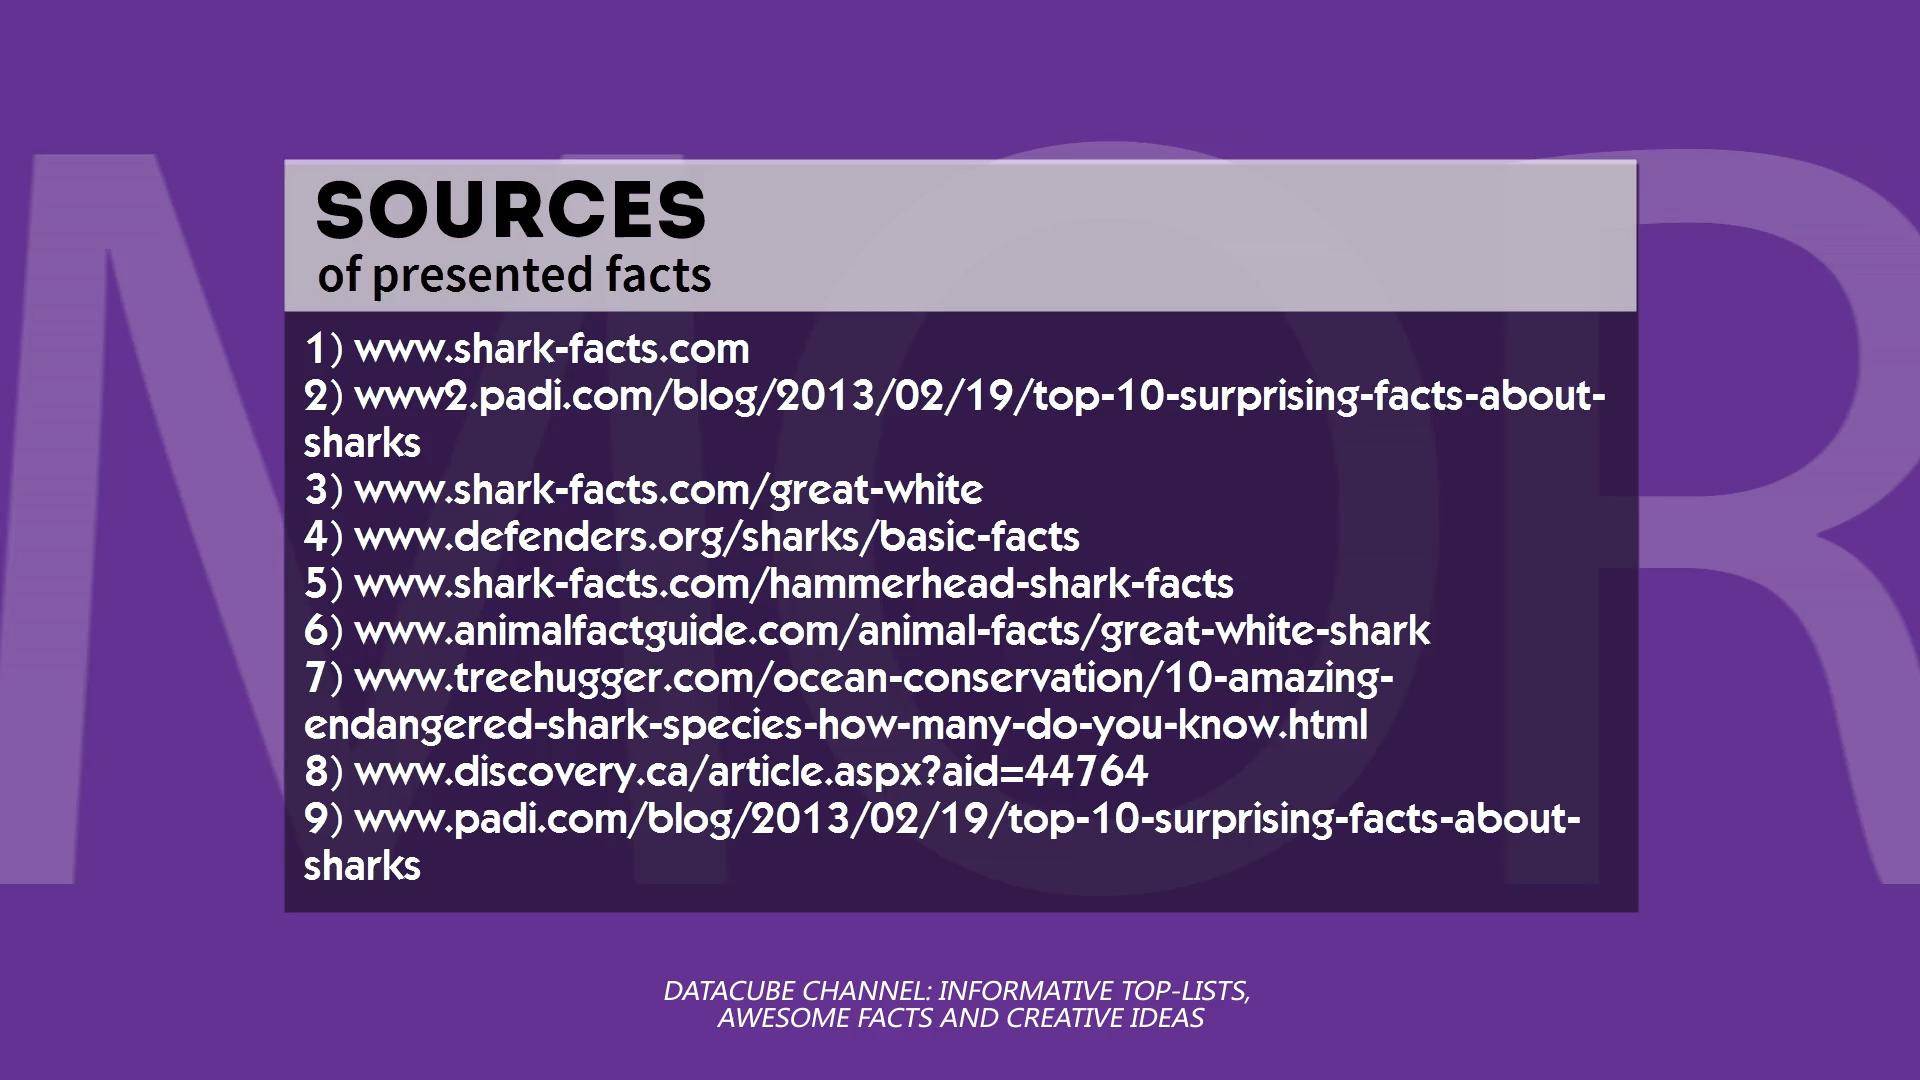 SOURCES
of presented facts
1) www.shark-facts.com
2) www2.padi.com/blog/2013/02/19/top-10-surprising-facts-about-
sharks
3) www.shark-facts.com/great-white
4) www.defenders.org/sharks/basic-facts
5) www.shark-facts.com/hammerhead-shark-facts
6) www.animalfactguide.com/animal-facts/great-white-shark
7) www.treehugger.com/ocean-conservation/10-amazing-
endangered-shark-species-how-many-do-you-know.html
8) www.discovery.ca/article.aspx?aid=44764
9) www.padi.com/blog/2013/02/19/top-10-surprising-facts-about-
sharks
DATACUBE CHANNEL: INFORMATIVE TOP-LISTS,
AWESOME FACTS AND CREATIVE IDEAS
MOR